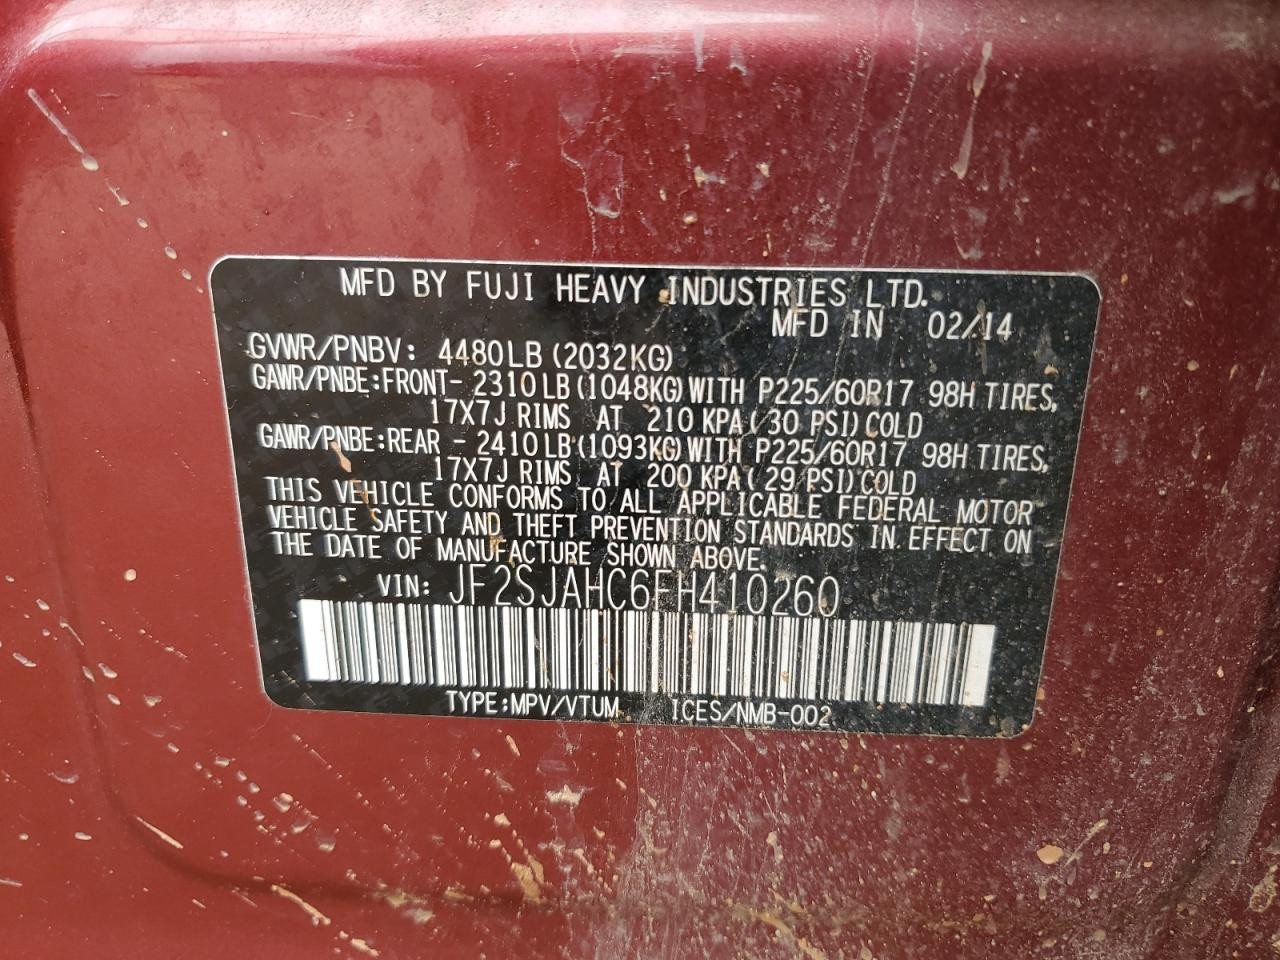 MFD BY FUJI HEAVY INDUSTRIES LTD.
MFD IN 02/14
GVWR/PNBV: 4480LB (2032KG)
GAWR/PNBE:FRONT- 2310LB(1048KG)WITH P225/60R17 98H TIRES,
17X7J RIMS AT 210 KPA(30 PSI)COLD
GAWR/PNBE:REAR - 2410LB(1093KG)WITH P225/60R17 98H TIRES,
17X7J RIMS AT 200 KPA(29 PSI)COLD
THIS VEHICLE CONFORMS TO ALL APPLICABLE FEDERAL MOTOR
VEHICLE SAFETY AND THEFT PREVENTION STANDARDS IN EFFECT ON
THE DATE OF MANUFACTURE SHOWN ABOVE.
VIN: JF2SJAHC6FH410260
TYPE:MPV/VTUM ICES/NMB-002